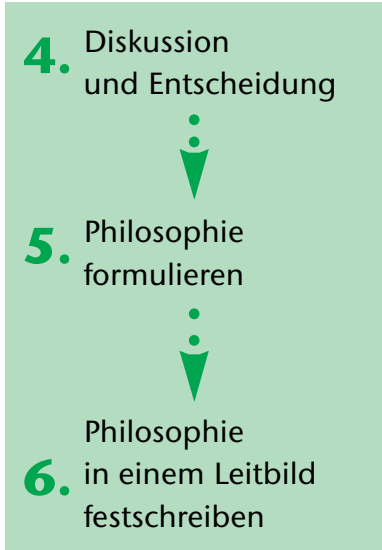 4. Diskussion
und Entscheidung
5. Philosophie
formulieren
Philosophie
6. in einem Leitbild
festschreiben